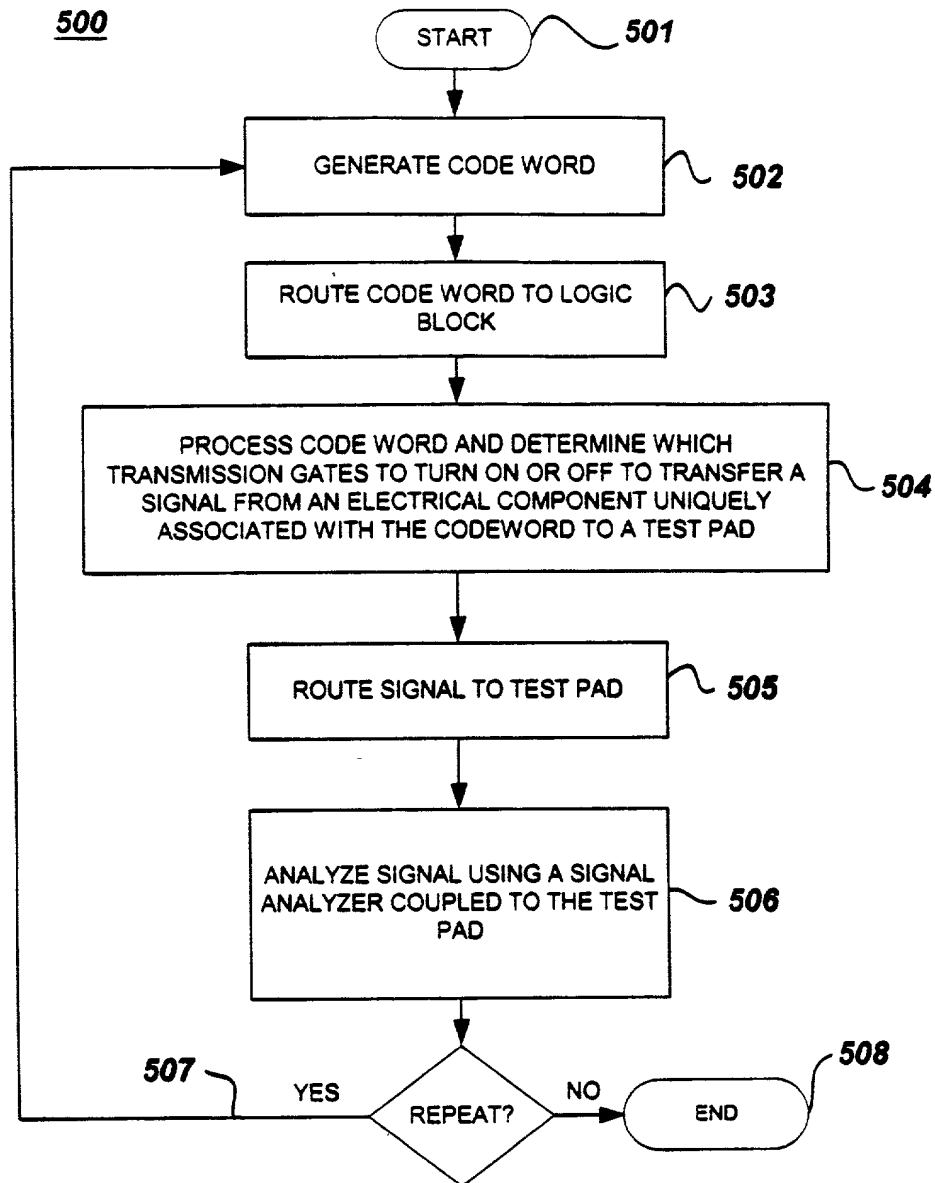 500
START
501
GENERATE CODE WORD
502
ROUTE CODE WORD TO LOGIC
BLOCK
503
PROCESS CODE WORD AND DETERMINE WHICH
TRANSMISSION GATES TO TURN ON OR OFF TO TRANSFER A
SIGNAL FROM AN ELECTRICAL COMPONENT UNIQUELY
ASSOCIATED WITH THE CODEWORD TO A TEST PAD
504
ROUTE SIGNAL TO TEST PAD
505
ANALYZE SIGNAL USING A SIGNAL
ANALYZER COUPLED TO THE TEST
PAD
506
507
YES
REPEAT?
NO
END
508